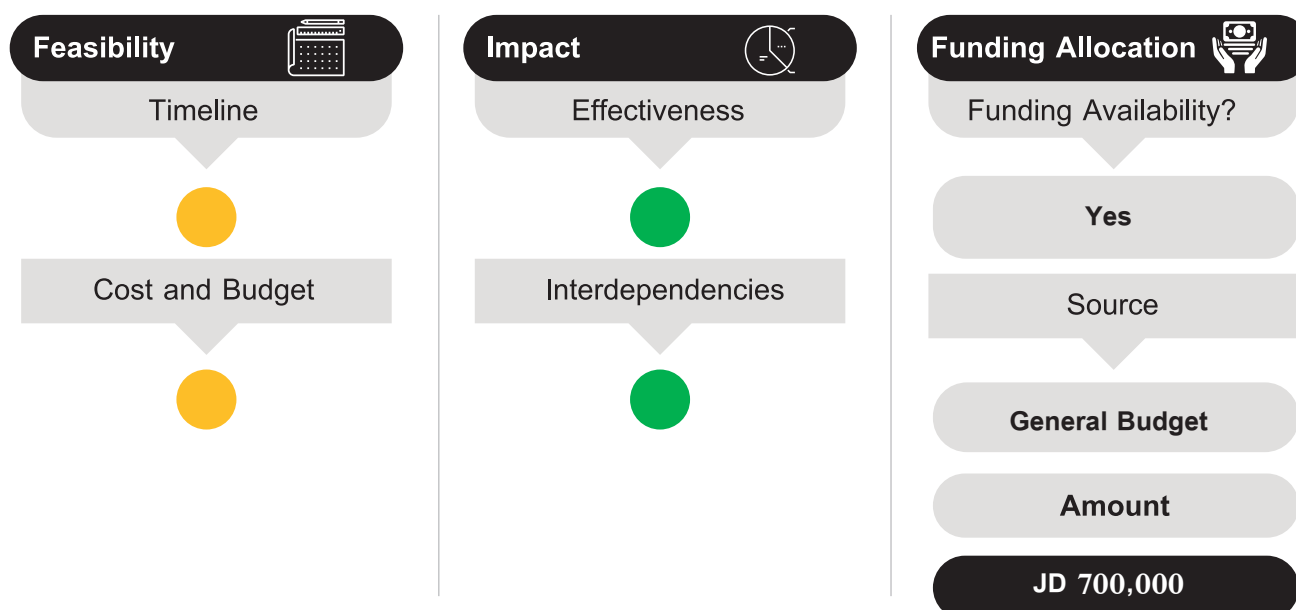 Feasibility
Timeline
Cost and Budget
Impact
Effectiveness
Interdependencies
Funding Allocation
Funding Availability?
Yes
Source
General Budget
Amount
JD 700,000